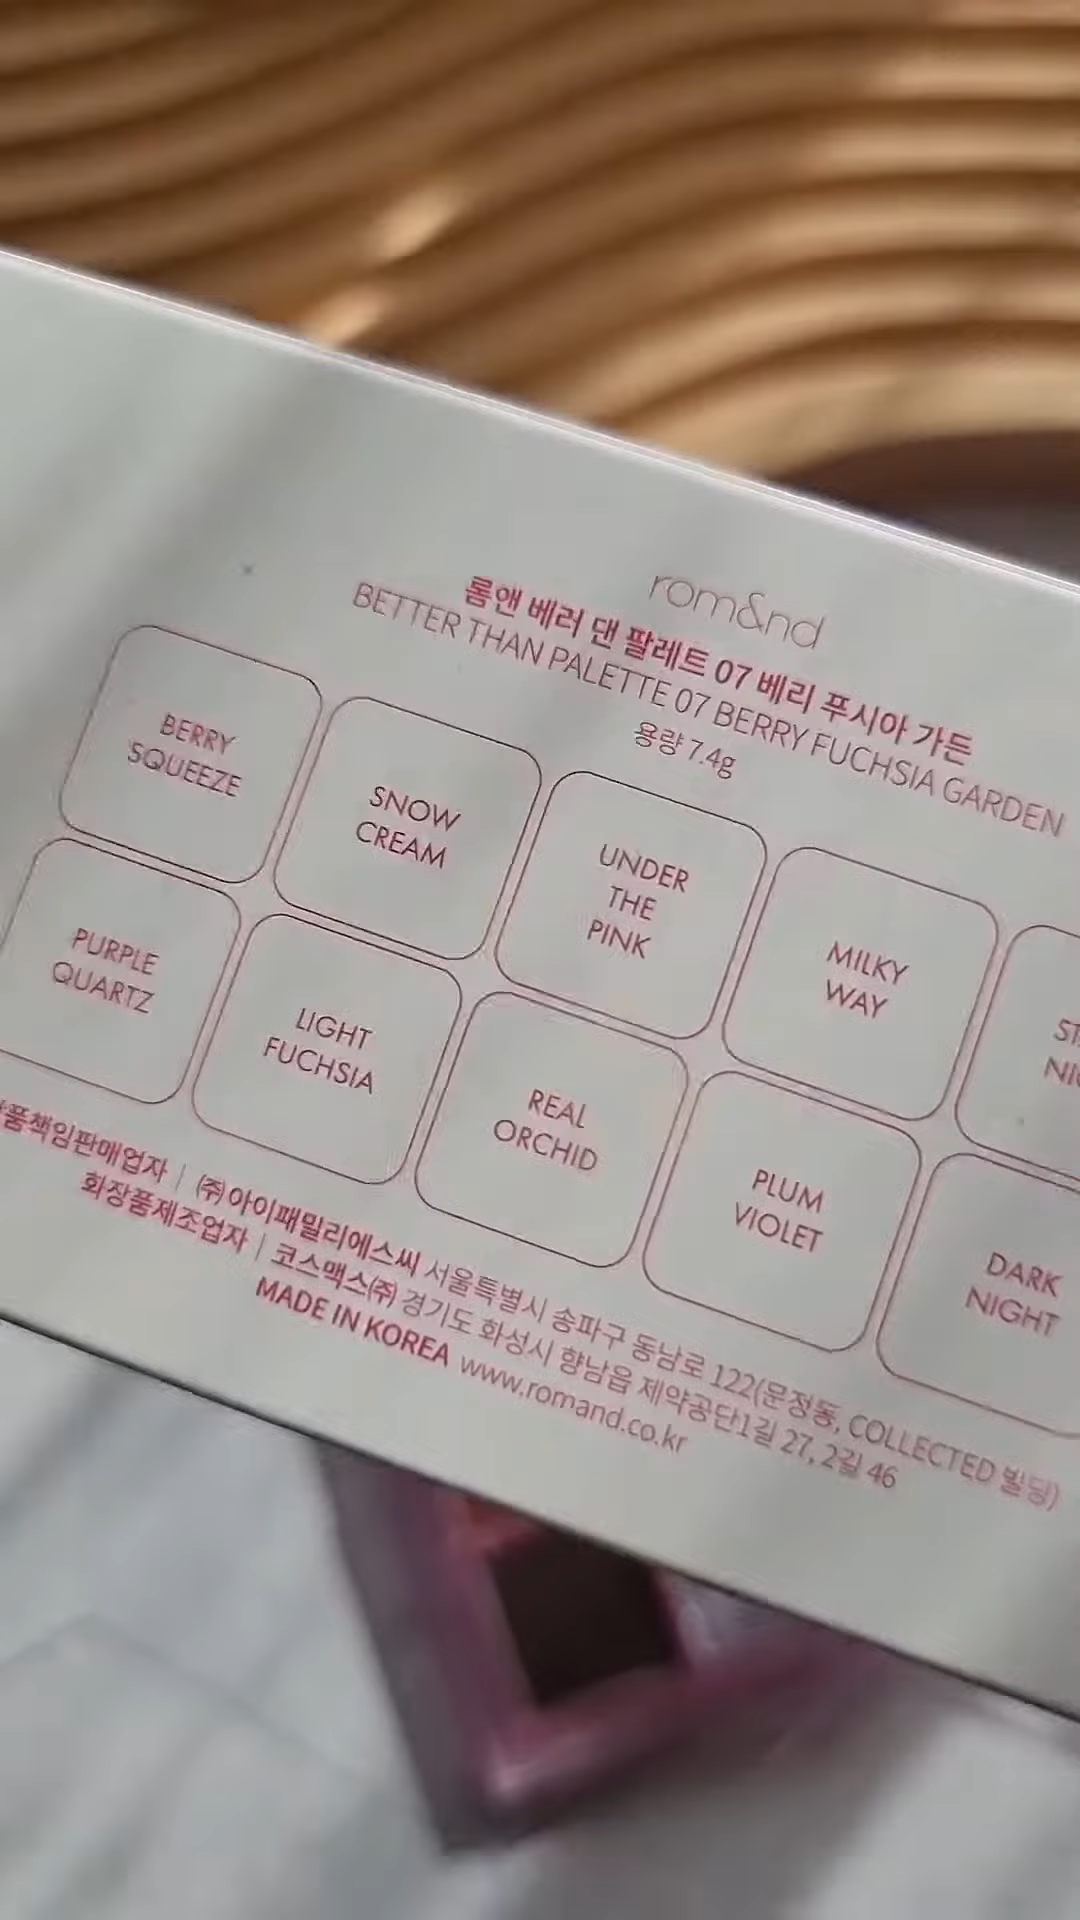 rom&nd
롬앤 베러 댄 팔레트 07 베리 푸시아 가든
BETTER THAN PALETTE 07 BERRY FUCHSIA GARDEN
용량 7.4g
BERRY
SQUEEZE
SNOW
CREAM
UNDER
THE
PINK
MILKY
WAY
PURPLE
QUARTZ
LIGHT
FUCHSIA
REAL
ORCHID
PLUM
VIOLET
DARK
NIGHT
품책임판매업자 | ㈜아이패밀리에스씨 서울특별시 송파구 동남로 122(문정동, COLLECTED 빌딩)
화장품제조업자 | 코스맥스㈜ 경기도 화성시 향남읍 제약공단1길 27, 2길 46
MADE IN KOREA www.romand.co.kr